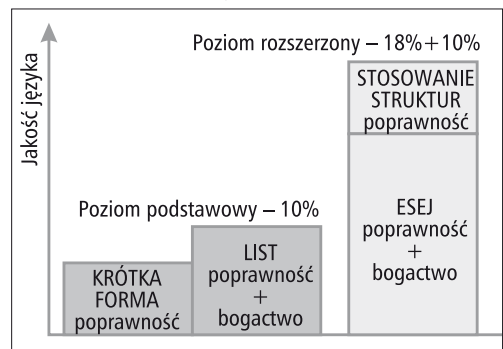 Poziom rozszerzony – 18%+10%
Jakość języka
STOSOWANIE
STRUKTUR
poprawność
Poziom podstawowy – 10%
ESEJ
poprawność
+
bogactwo
LIST
poprawność
+
bogactwo
KRÓTKA
FORMA
poprawność